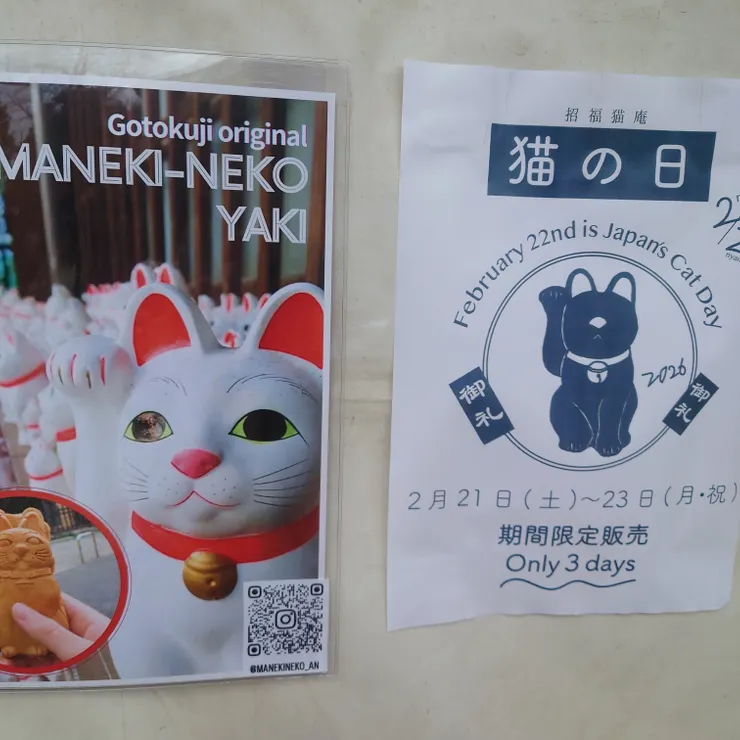 Gotokuji original
MANEKI-NEKO
YAKI
@MANEKINEKO_AN
招福猫庵
猫の日
February 22nd is Japan's Cat Day
2026
御礼
御礼
2月21日(土)~23日(月・祝)
期間限定販売
Only 3 days